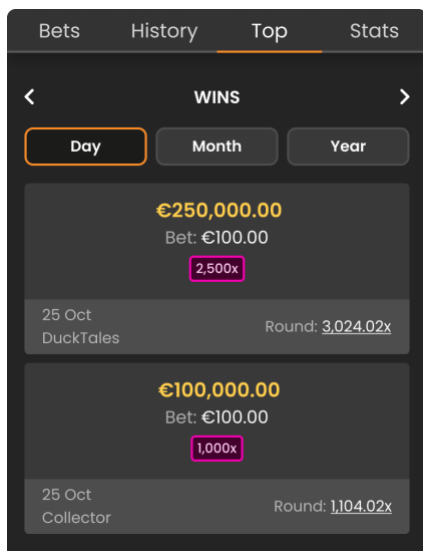 Bets History Top Stats
WINS
Day Month Year
€250,000.00
Bet: €100.00
2,500x
25 Oct
DuckTales
Round: 3,024.02x
€100,000.00
Bet: €100.00
1,000x
25 Oct
Collector
Round: 1,104.02x